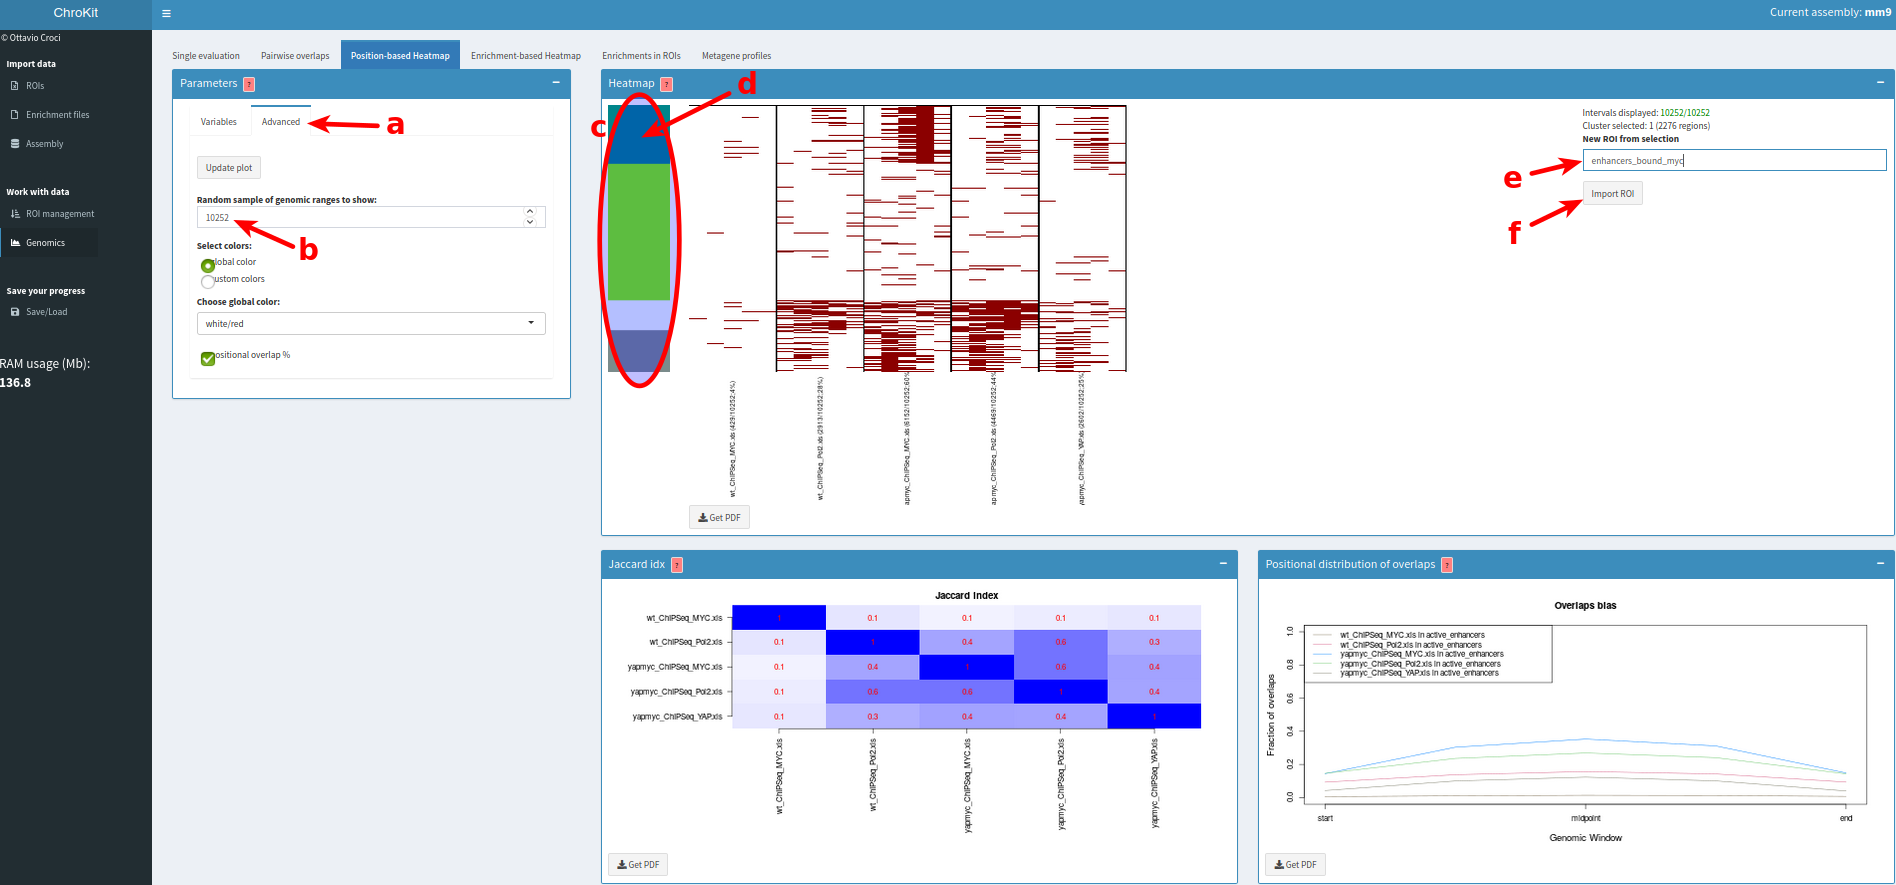 ChroKit
☰
Current assembly: mm9
© Ottavio Croci
Import data
ROIs
Enrichment files
Assembly
Work with data
ROI management
Genomics
Save your progress
Save/Load
RAM usage (Mb):
136.8
Single evaluation Pairwise overlaps Position-based Heatmap Enrichment-based Heatmap Enrichments in ROIs Metagene profiles
Parameters ?
Variables Advanced
a
Update plot
Random sample of genomic ranges to show:
10252
b
Select colors:
global color
custom colors
Choose global color:
white/red
positional overlap %
Heatmap ?
c
d
wt_ChIPSeq_MYC.xls (429/10252;4%)
wt_ChIPSeq_Pol2.xls (2913/10252;28%)
apmyc_ChIPSeq_MYC.xls (6152/10252;60%
apmyc_ChIPSeq_Pol2.xls (4469/10252;44%
yapmyc_ChIPSeq_YAP.xls (2602/10252;25%
Get PDF
Intervals displayed: 10252/10252
Cluster selected: 1 (2276 regions)
New ROI from selection
enhancers_bound_myc
e
Import ROI
f
Jaccard idx ?
Jaccard Index
wt_ChIPSeq_MYC.xls 1 0.1 0.1 0.1 0.1
wt_ChIPSeq_Pol2.xls 0.1 1 0.4 0.6 0.3
yapmyc_ChIPSeq_MYC.xls 0.1 0.4 1 0.6 0.4
yapmyc_ChIPSeq_Pol2.xls 0.1 0.6 0.6 1 0.4
yapmyc_ChIPSeq_YAP.xls 0.1 0.3 0.4 0.4 1
wt_ChIPSeq_MYC.xls
wt_ChIPSeq_Pol2.xls
yapmyc_ChIPSeq_MYC.xls
yapmyc_ChIPSeq_Pol2.xls
yapmyc_ChIPSeq_YAP.xls
Get PDF
Positional distribution of overlaps ?
Overlaps bias
wt_ChIPSeq_MYC.xls in active_enhancers
wt_ChIPSeq_Pol2.xls in active_enhancers
yapmyc_ChIPSeq_MYC.xls in active_enhancers
yapmyc_ChIPSeq_Pol2.xls in active_enhancers
yapmyc_ChIPSeq_YAP.xls in active_enhancers
Fraction of overlaps
1.0
0.8
0.6
0.4
0.2
0.0
start midpoint end
Genomic Window
Get PDF